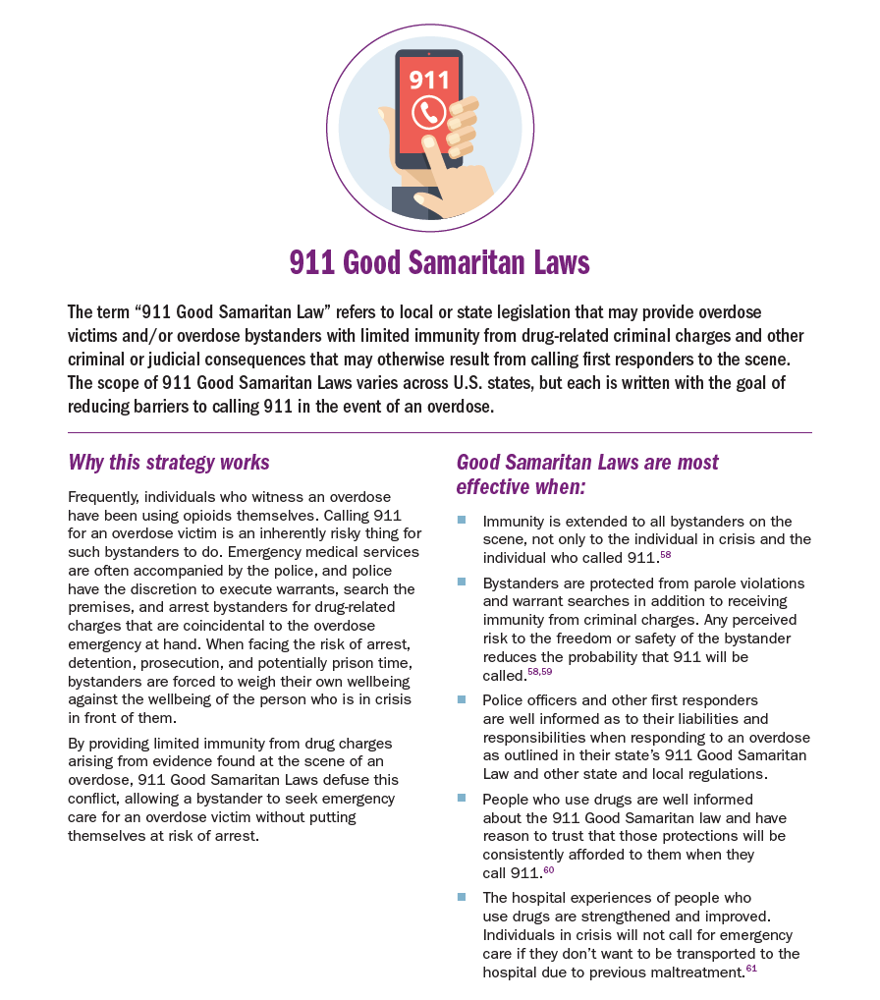 911
911 Good Samaritan Laws
The term “911 Good Samaritan Law” refers to local or state legislation that may provide overdose
victims and/or overdose bystanders with limited immunity from drug-related criminal charges and other
criminal or judicial consequences that may otherwise result from calling first responders to the scene.
The scope of 911 Good Samaritan Laws varies across U.S. states, but each is written with the goal of
reducing barriers to calling 911 in the event of an overdose.
Why this strategy works
Frequently, individuals who witness an overdose
have been using opioids themselves. Calling 911
for an overdose victim is an inherently risky thing for
such bystanders to do. Emergency medical services
are often accompanied by the police, and police
have the discretion to execute warrants, search the
premises, and arrest bystanders for drug-related
charges that are coincidental to the overdose
emergency at hand. When facing the risk of arrest,
detention, prosecution, and potentially prison time,
bystanders are forced to weigh their own wellbeing
against the wellbeing of the person who is in crisis
in front of them.
By providing limited immunity from drug charges
arising from evidence found at the scene of an
overdose, 911 Good Samaritan Laws defuse this
conflict, allowing a bystander to seek emergency
care for an overdose victim without putting
themselves at risk of arrest.
Good Samaritan Laws are most
effective when:
Immunity is extended to all bystanders on the
scene, not only to the individual in crisis and the
individual who called 911.58
Bystanders are protected from parole violations
and warrant searches in addition to receiving
immunity from criminal charges. Any perceived
risk to the freedom or safety of the bystander
reduces the probability that 911 will be
called.58,59
Police officers and other first responders
are well informed as to their liabilities and
responsibilities when responding to an overdose
as outlined in their state’s 911 Good Samaritan
Law and other state and local regulations.
People who use drugs are well informed
about the 911 Good Samaritan law and have
reason to trust that those protections will be
consistently afforded to them when they
call 911.60
The hospital experiences of people who
use drugs are strengthened and improved.
Individuals in crisis will not call for emergency
care if they don’t want to be transported to the
hospital due to previous maltreatment.61